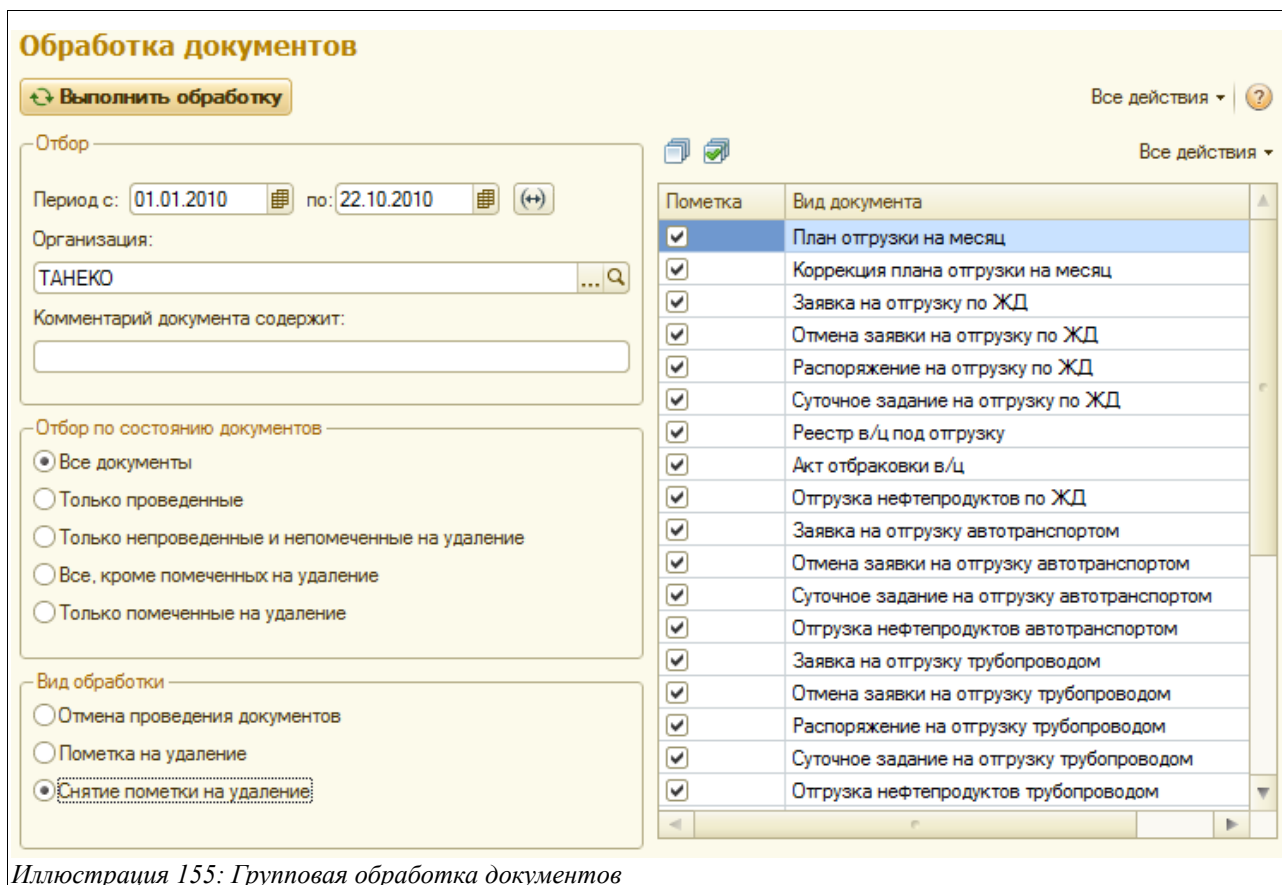 Обработка документов
Выполнить обработку
Все действия
?
Отбор
Период с: 01.01.2010 по: 22.10.2010
Организация:
ТАНЕКО
...
Комментарий документа содержит:
Отбор по состоянию документов
Все документы
Только проведенные
Только непроведенные и непомеченные на удаление
Все, кроме помеченных на удаление
Только помеченные на удаление
Вид обработки
Отмена проведения документов
Пометка на удаление
Снятие пометки на удаление
Все действия
Пометка Вид документа
План отгрузки на месяц
Коррекция плана отгрузки на месяц
Заявка на отгрузку по ЖД
Отмена заявки на отгрузку по ЖД
Распоряжение на отгрузку по ЖД
Суточное задание на отгрузку по ЖД
Реестр в/ц под отгрузку
Акт отбраковки в/ц
Отгрузка нефтепродуктов по ЖД
Заявка на отгрузку автотранспортом
Отмена заявки на отгрузку автотранспортом
Суточное задание на отгрузку автотранспортом
Отгрузка нефтепродуктов автотранспортом
Заявка на отгрузку трубопроводом
Отмена заявки на отгрузку трубопроводом
Распоряжение на отгрузку трубопроводом
Суточное задание на отгрузку трубопроводом
Отгрузка нефтепродуктов трубопроводом
Иллюстрация 155: Групповая обработка документов